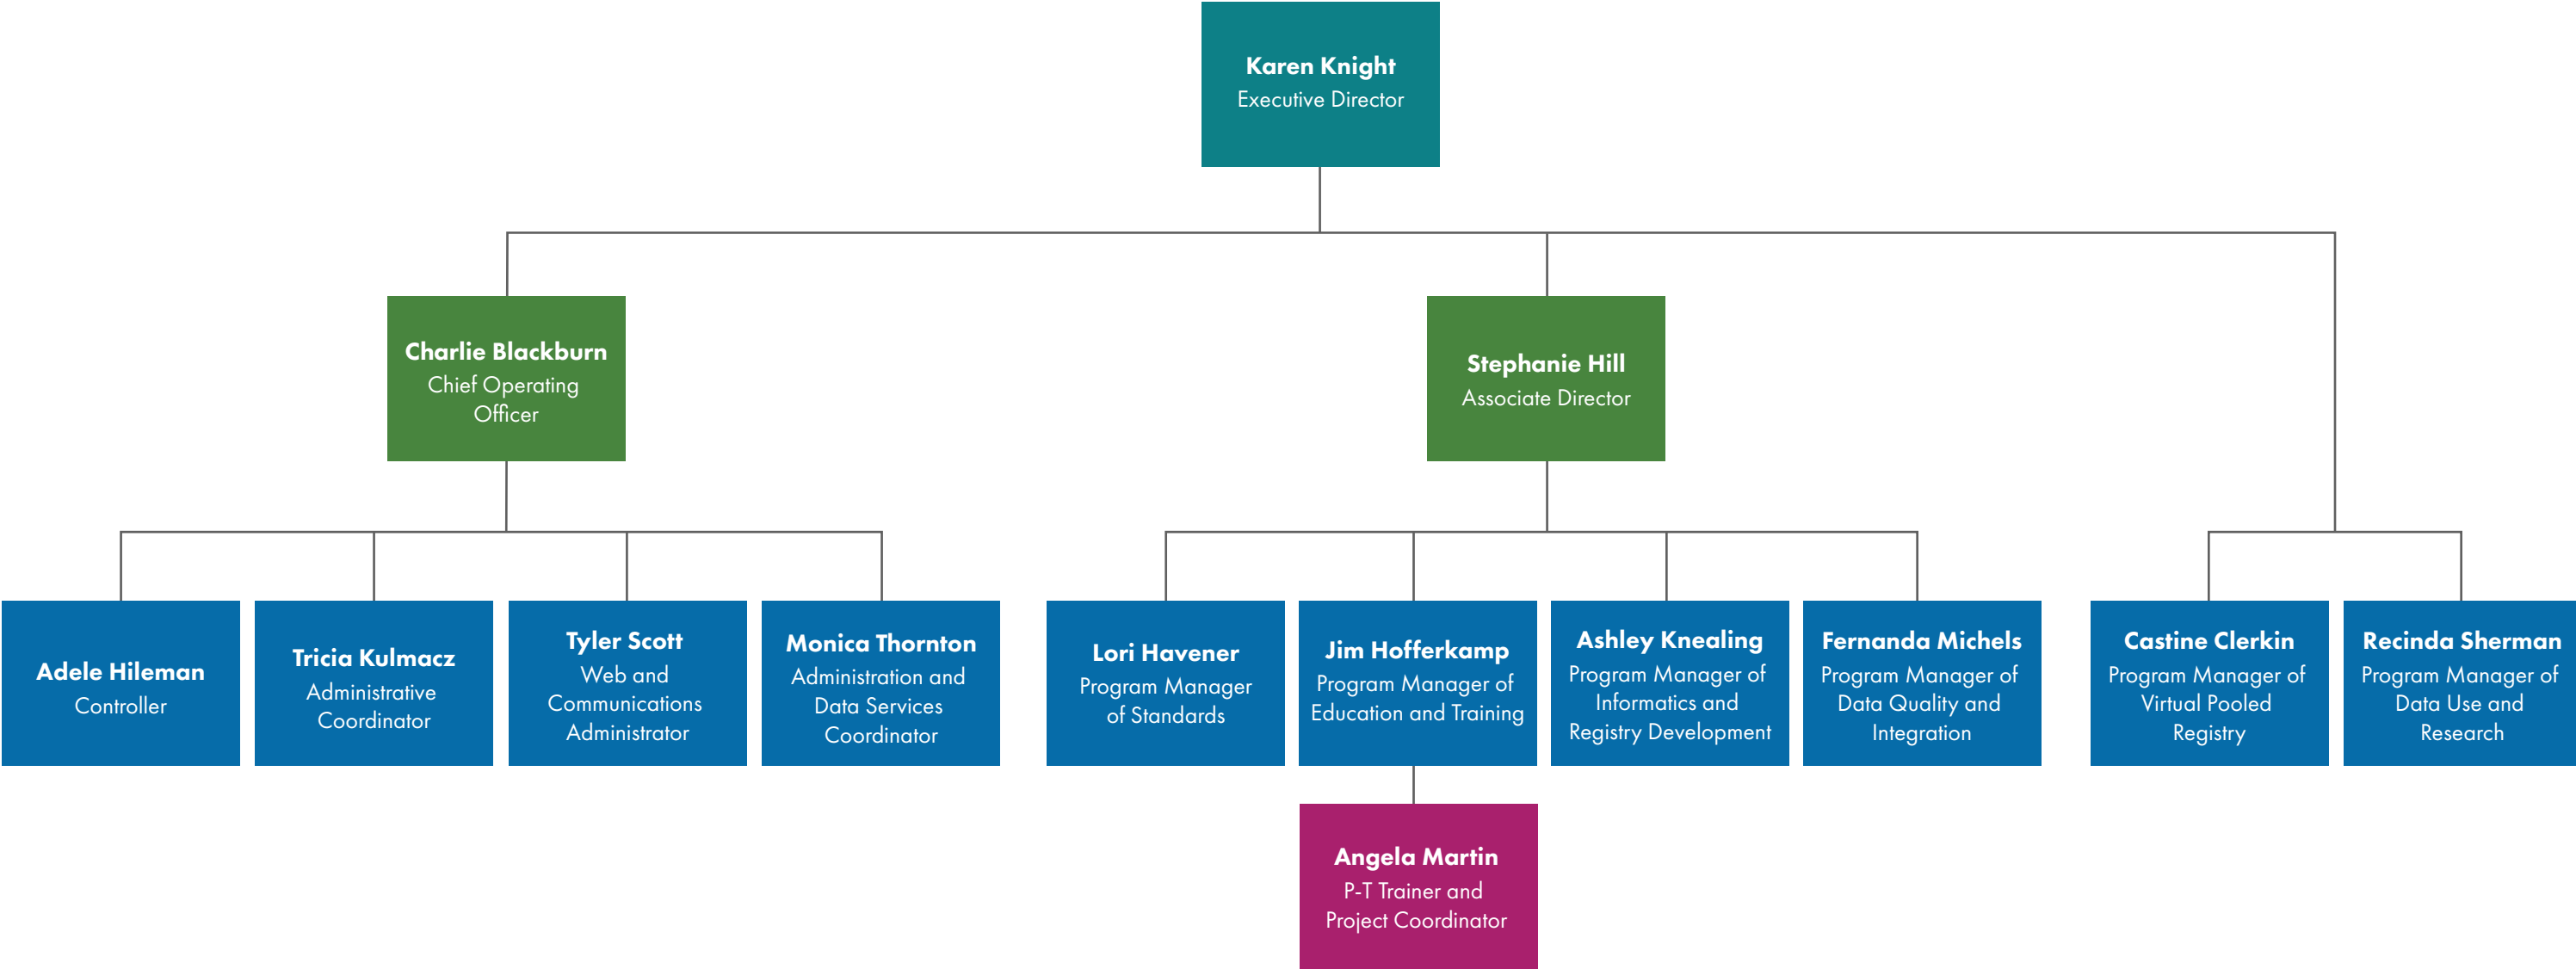 Karen Knight
Executive Director
Charlie Blackburn
Chief Operating
Officer
Stephanie Hill
Associate Director
Adele Hileman
Controller
Tricia Kulmacz
Administrative
Coordinator
Tyler Scott
Web and
Communications
Administrator
Monica Thornton
Administration and
Data Services
Coordinator
Lori Havener
Program Manager
of Standards
Jim Hofferkamp
Program Manager of
Education and Training
Ashley Knealing
Program Manager of
Informatics and
Registry Development
Fernanda Michels
Program Manager of
Data Quality and
Integration
Castine Clerkin
Program Manager of
Virtual Pooled
Registry
Recinda Sherman
Program Manager of
Data Use and
Research
Angela Martin
P-T Trainer and
Project Coordinator